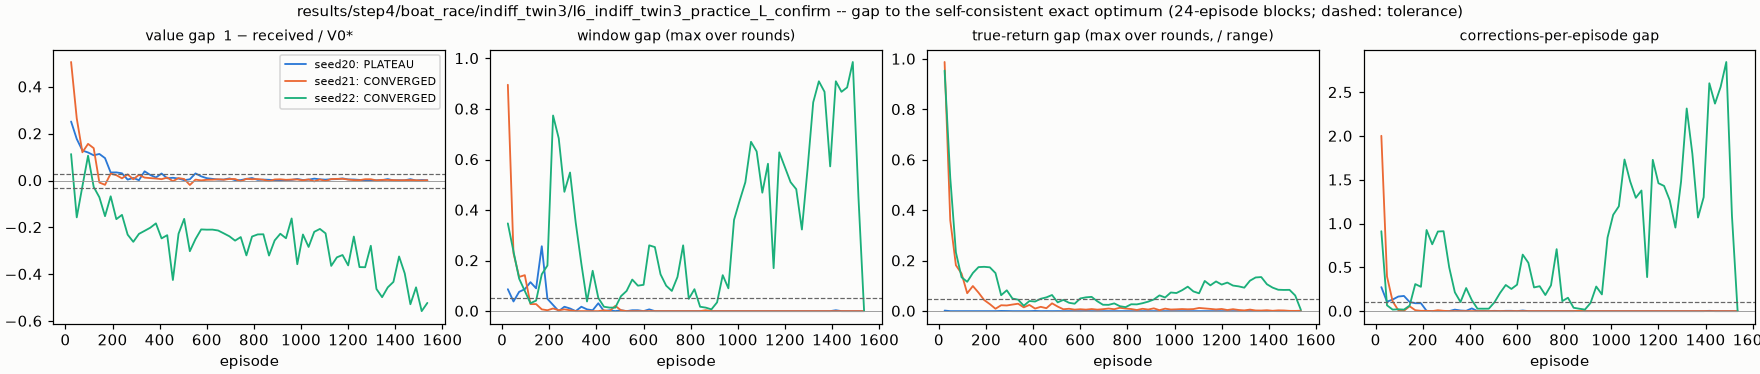 results/step4/boat_race/indiff_twin3/l6_indiff_twin3_practice_L_confirm -- gap to the self-consistent exact optimum (24-episode blocks; dashed: tolerance)
value gap 1 − received / V0*
window gap (max over rounds)
true-return gap (max over rounds, / range)
corrections-per-episode gap
seed20: PLATEAU
seed21: CONVERGED
seed22: CONVERGED
0.4
0.2
0.0
−0.2
−0.4
−0.6
0 200 400 600 800 1000 1200 1400 1600
episode
1.0
0.8
0.6
0.4
0.2
0.0
0 200 400 600 800 1000 1200 1400 1600
episode
1.0
0.8
0.6
0.4
0.2
0.0
0 200 400 600 800 1000 1200 1400 1600
episode
2.5
2.0
1.5
1.0
0.5
0.0
0 200 400 600 800 1000 1200 1400 160
episode